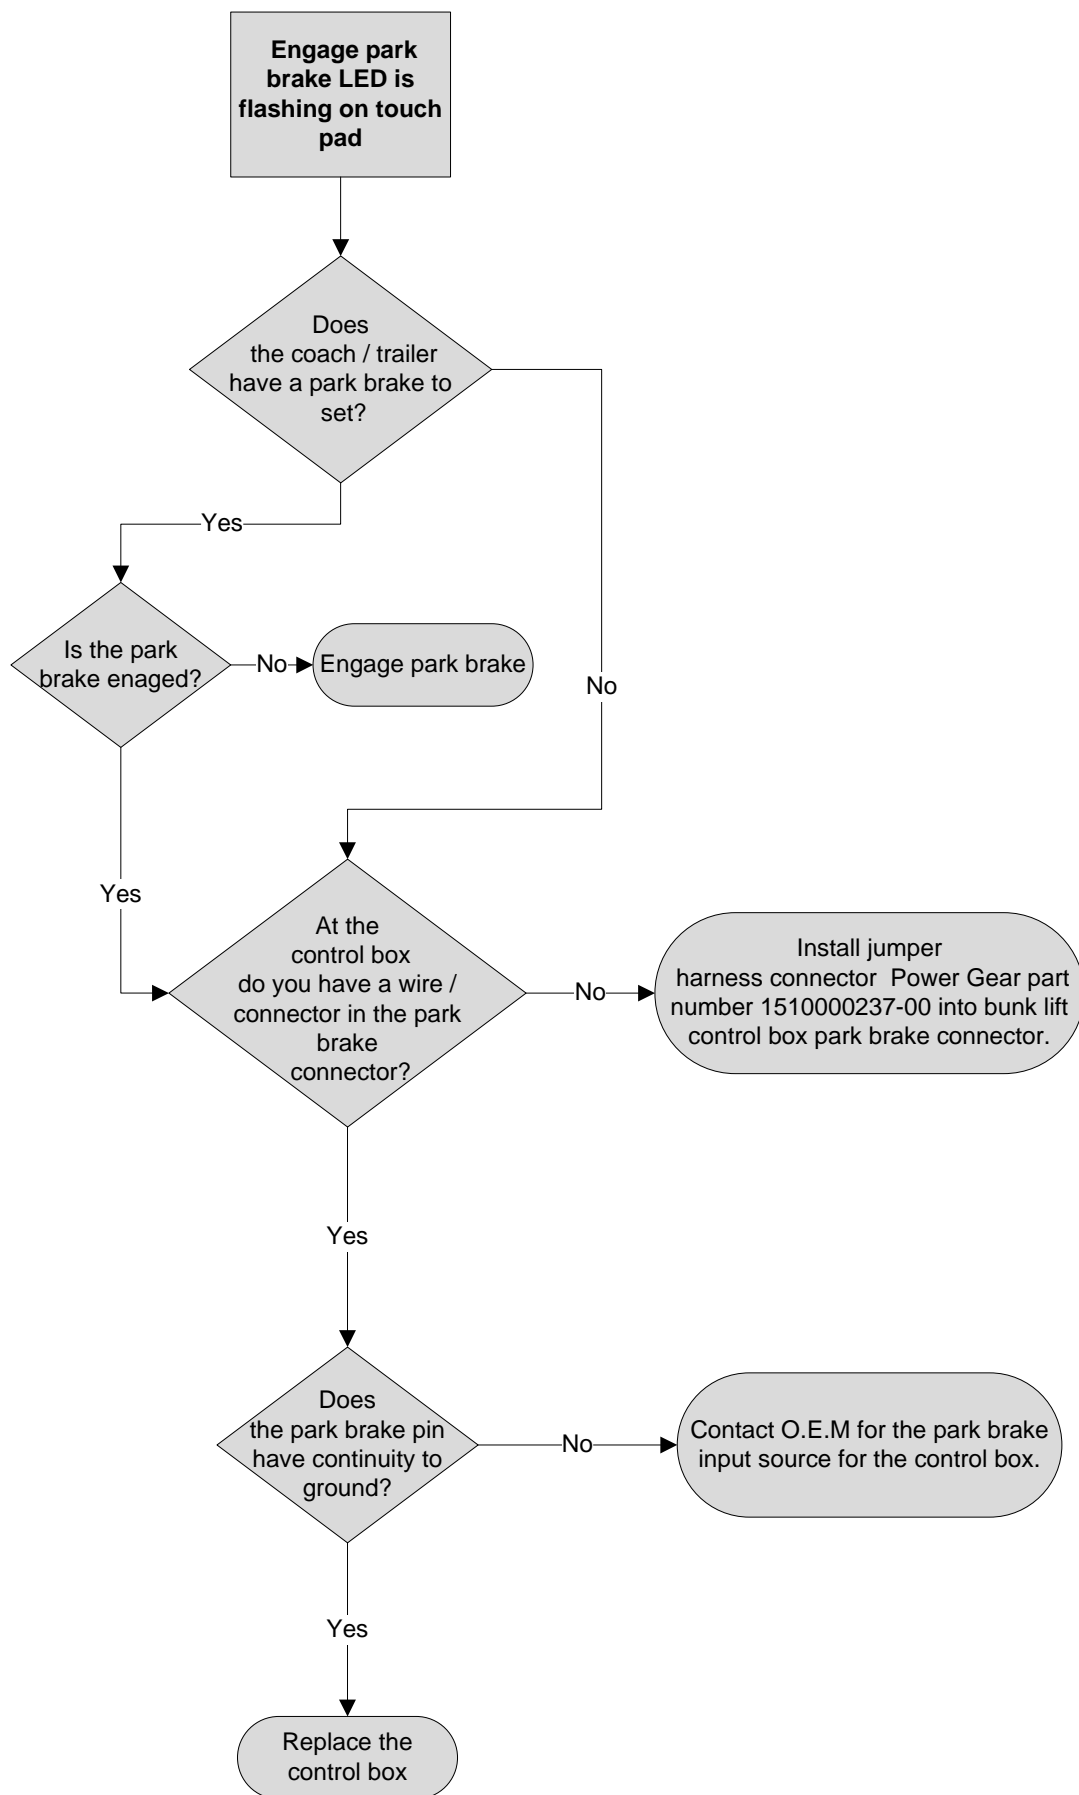 Engage park
brake LED is
flashing on touch
pad
Does
the coach / trailer
have a park brake to
set?
Yes
No
Is the park
brake enaged?
No
Engage park brake
Yes
At the
control box
do you have a wire /
connector in the park
brake
connector?
No
Install jumper
harness connector  Power Gear part
number 1510000237-00 into bunk lift
control box park brake connector.
Yes
Does
the park brake pin
have continuity to
ground?
No
Contact O.E.M for the park brake
input source for the control box.
Yes
Replace the
control box